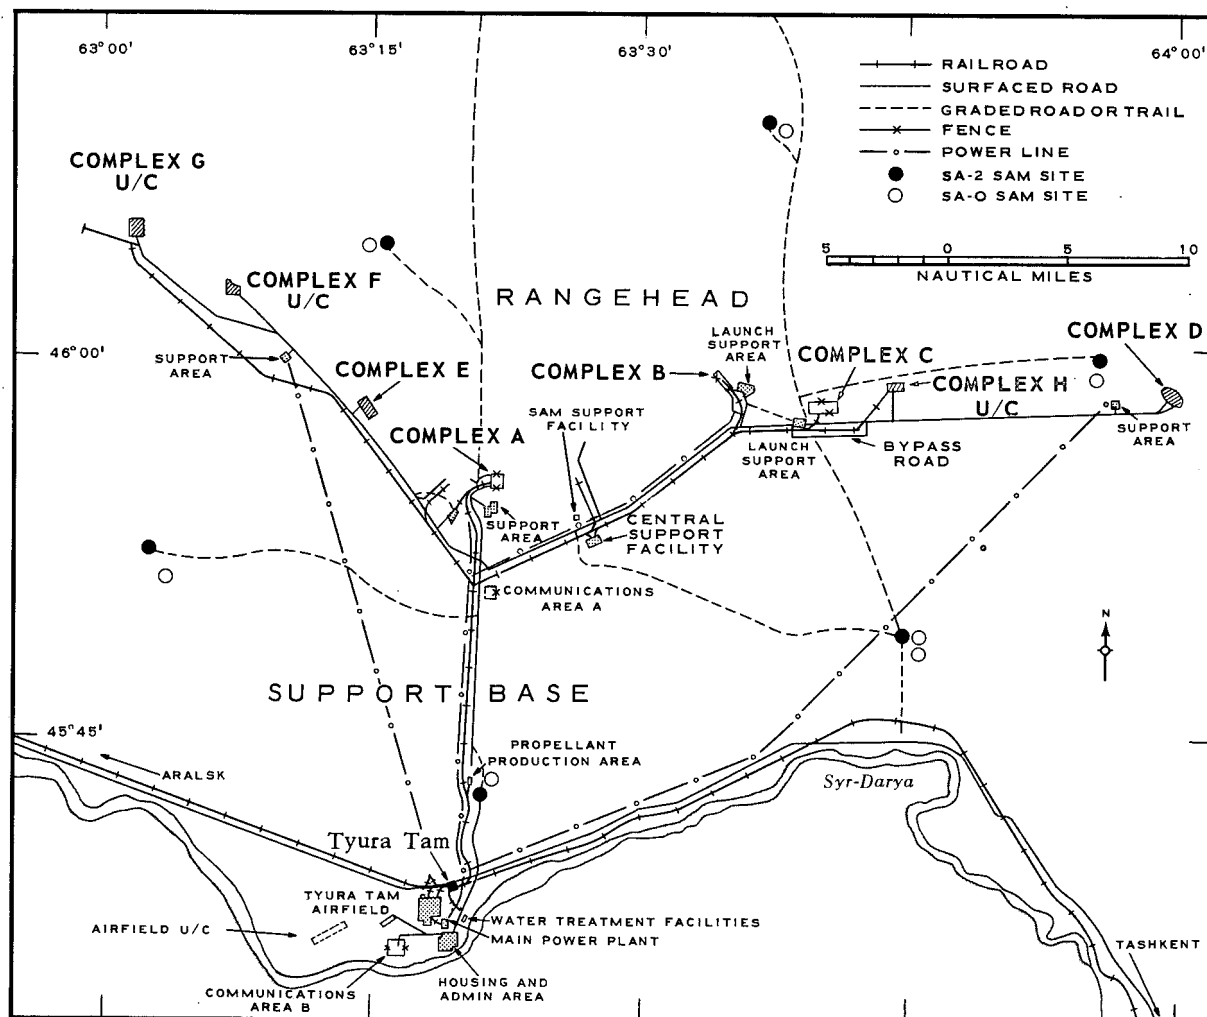 63°00'
63°15'
63°30'
64°00'
RAILROAD
SURFACED ROAD
GRADED ROAD OR TRAIL
FENCE
POWER LINE
SA-2 SAM SITE
SA-O SAM SITE
5 0 5 10
NAUTICAL MILES
COMPLEX G
U/C
COMPLEX F
U/C
RANGEHEAD
46°00'
SUPPORT
AREA
COMPLEX E
COMPLEX B
LAUNCH
SUPPORT
AREA
COMPLEX C
COMPLEX D
COMPLEX H
U/C
SAM SUPPORT
FACILITY
COMPLEX A
LAUNCH
SUPPORT
AREA
BYPASS
ROAD
SUPPORT
AREA
SUPPORT
AREA
CENTRAL
SUPPORT
FACILITY
COMMUNICATIONS
AREA A
N
SUPPORT BASE
45°45'
PROPELLANT
PRODUCTION AREA
ARALSK
Syr-Darya
Tyura Tam
TYURA TAM
AIRFIELD
AIRFIELD U/C
WATER TREATMENT FACILITIES
MAIN POWER PLANT
TASHKENT
COMMUNICATIONS
AREA B
HOUSING AND
ADMIN AREA